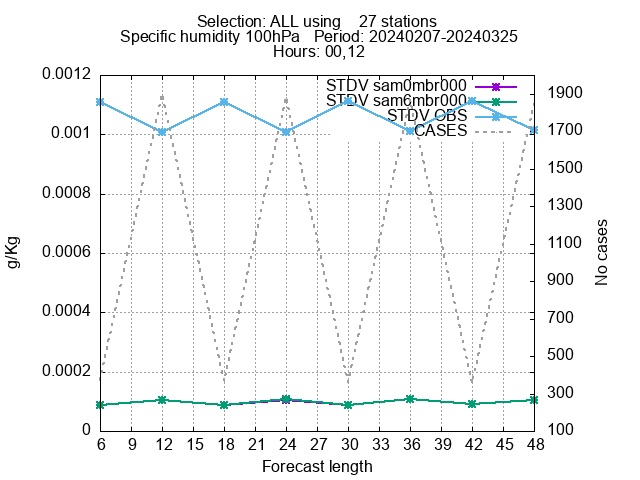 Selection: ALL using    27 stations
Specific humidity 100hPa   Period: 20240207-20240325
Hours: 00,12
STDV sam0mbr000
STDV sam6mbr000
STDV OBS
CASES
0.0012
0.001
0.0008
0.0006
0.0004
0.0002
0
g/Kg
1900
1700
1500
1300
1100
900
700
500
300
100
No cases
6 9 12 15 18 21 24 27 30 33 36 39 42 45 48
Forecast length